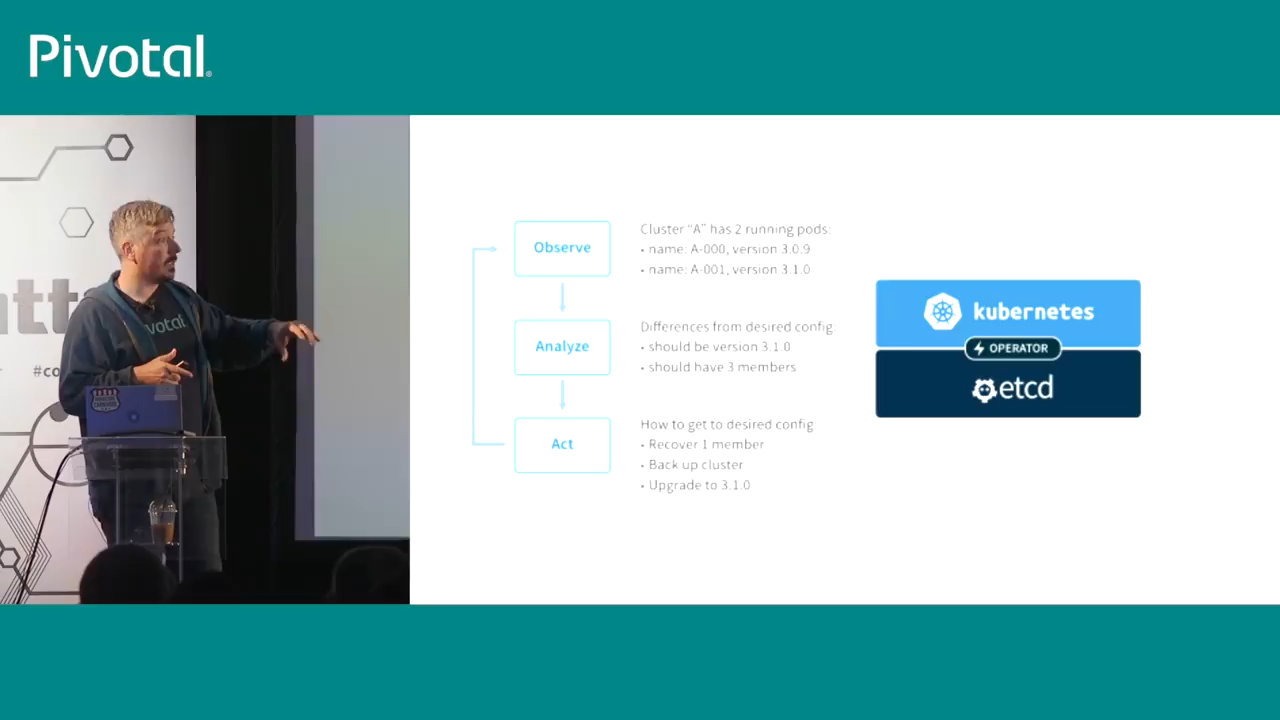 Pivotal
Observe
Cluster "A" has 2 running pods:
• name: A-000, version 3.0.9
• name: A-001, version 3.1.0
Analyze
Differences from desired config
• should be version 3.1.0
• should have 3 members
Act
How to get to desired config
• Recover 1 member
• Back up cluster
• Upgrade to 3.1.0
kubernetes
OPERATOR
etcd
votal
#co